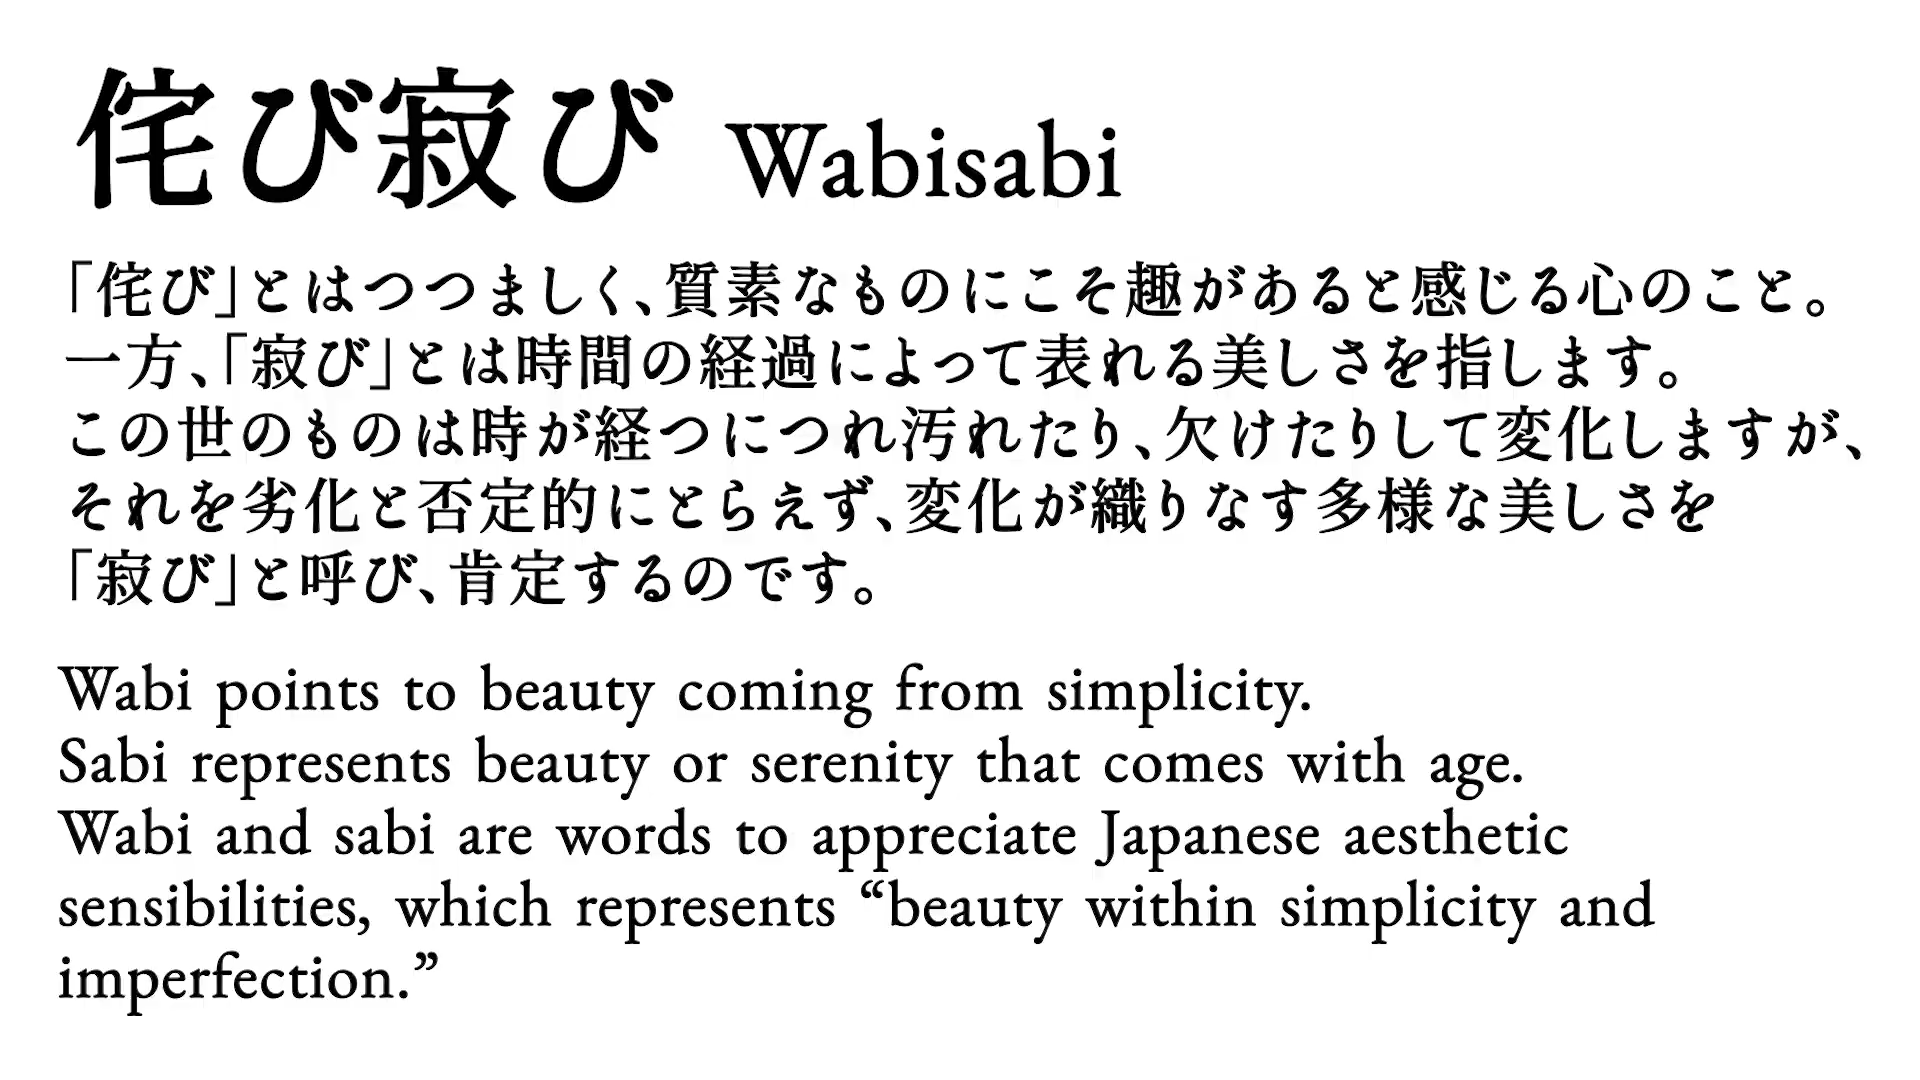 侘び寂び Wabisabi
「侘び」とはつつましく、質素なものにこそ趣があると感じる心のこと。
一方、「寂び」とは時間の経過によって表れる美しさを指します。
この世のものは時が経つにつれ汚れたり、欠けたりして変化しますが、
それを劣化と否定的にとらえず、変化が織りなす多様な美しさを
「寂び」と呼び、肯定するのです。
Wabi points to beauty coming from simplicity.
Sabi represents beauty or serenity that comes with age.
Wabi and sabi are words to appreciate Japanese aesthetic
sensibilities, which represents “beauty within simplicity and
imperfection.”